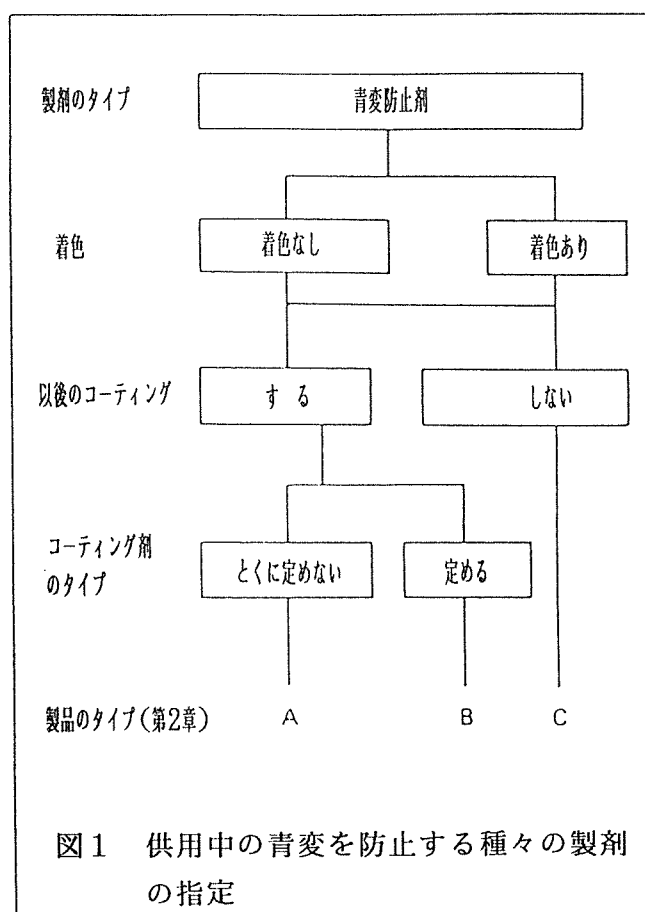 製剤のタイプ 青変防止剤
着色 着色なし 着色あり
以後のコーティング する しない
コーティング剤
のタイプ とくに定めない 定める
製品のタイプ(第2章) A B C
図1 供用中の青変を防止する種々の製剤
の指定